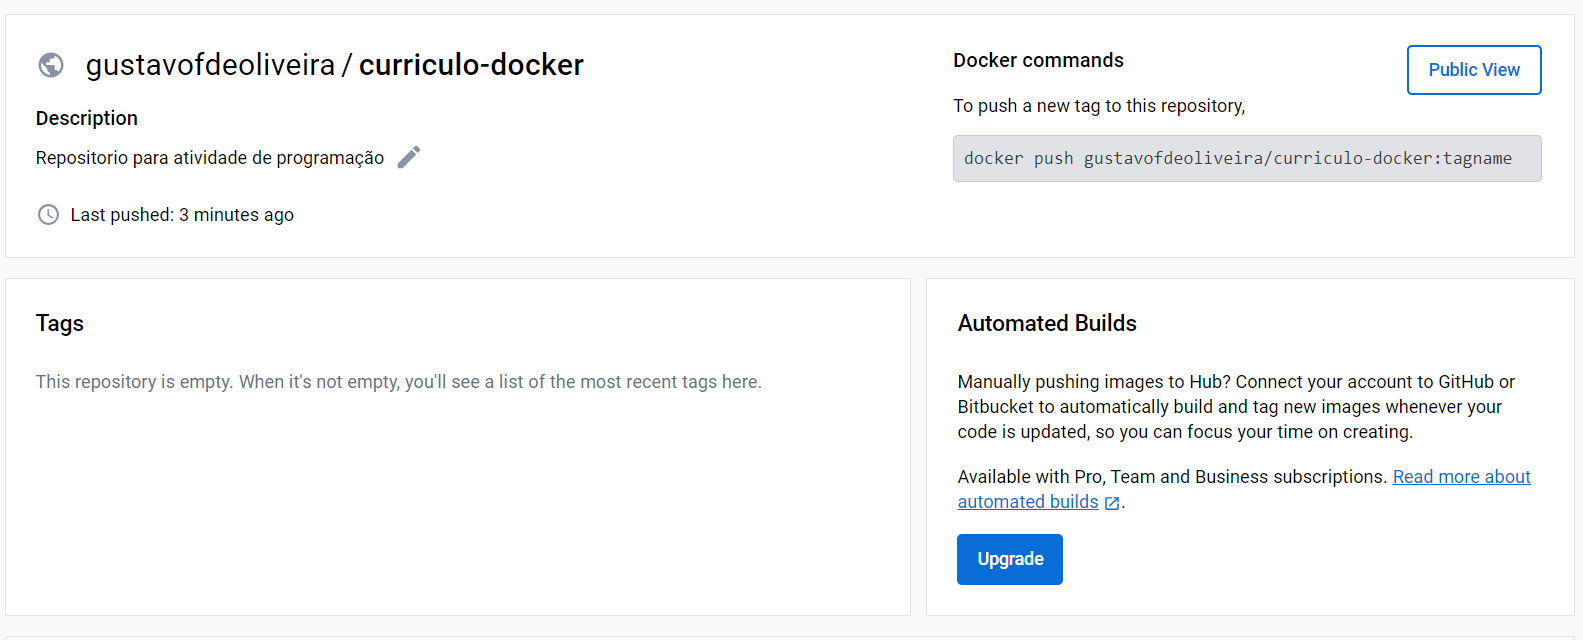 gustavofdeoliveira / curriculo-docker
Description
Repositorio para atividade de programação
Last pushed: 3 minutes ago
Docker commands
Public View
To push a new tag to this repository,
docker push gustavofdeoliveira/curriculo-docker:tagname
Tags
This repository is empty. When it's not empty, you'll see a list of the most recent tags here.
Automated Builds
Manually pushing images to Hub? Connect your account to GitHub or
Bitbucket to automatically build and tag new images whenever your
code is updated, so you can focus your time on creating.
Available with Pro, Team and Business subscriptions. Read more about
automated builds .
Upgrade